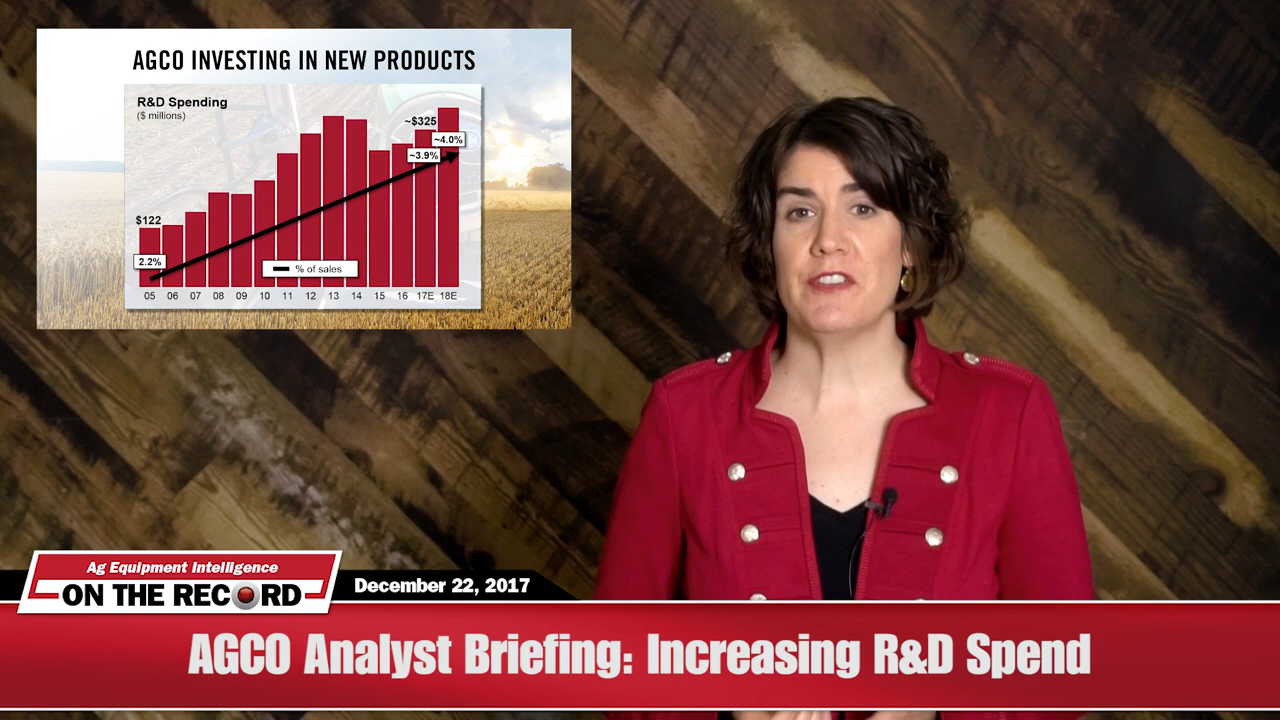 AGCO INVESTING IN NEW PRODUCTS
R&D Spending
($ millions)
~$325
~4.0%
~3.9%
$122
2.2%
% of sales
05 06 07 08 09 10 11 12 13 14 15 16 17E 18E
Ag Equipment Intelligence
ON THE RECORD
December 22, 2017
AGCO Analyst Briefing: Increasing R&D Spend